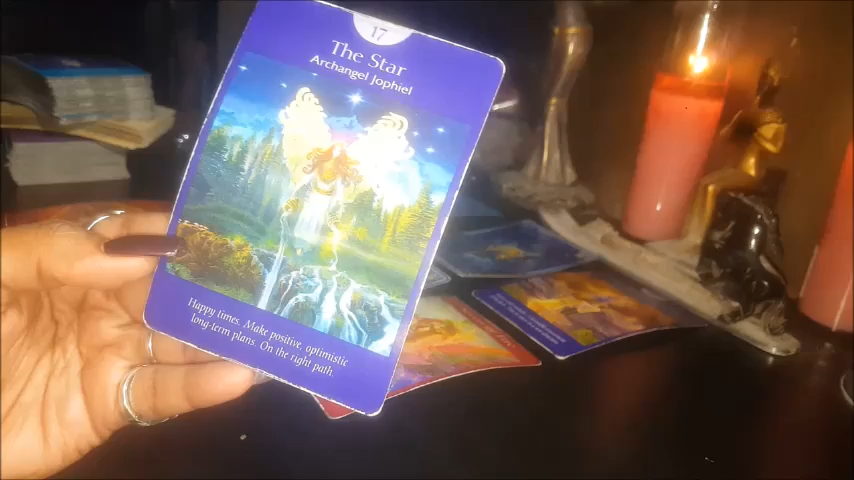 17
The Star
Archangel Jophiel
Happy times. Make positive, optimistic
long-term plans. On the right path.